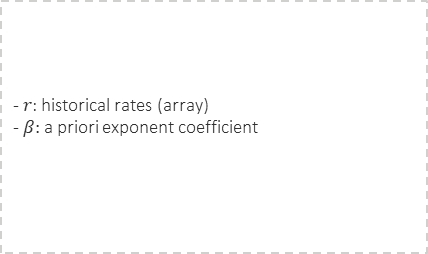 - 𝑟: historical rates (array)
- 𝛽: a priori exponent coefficient